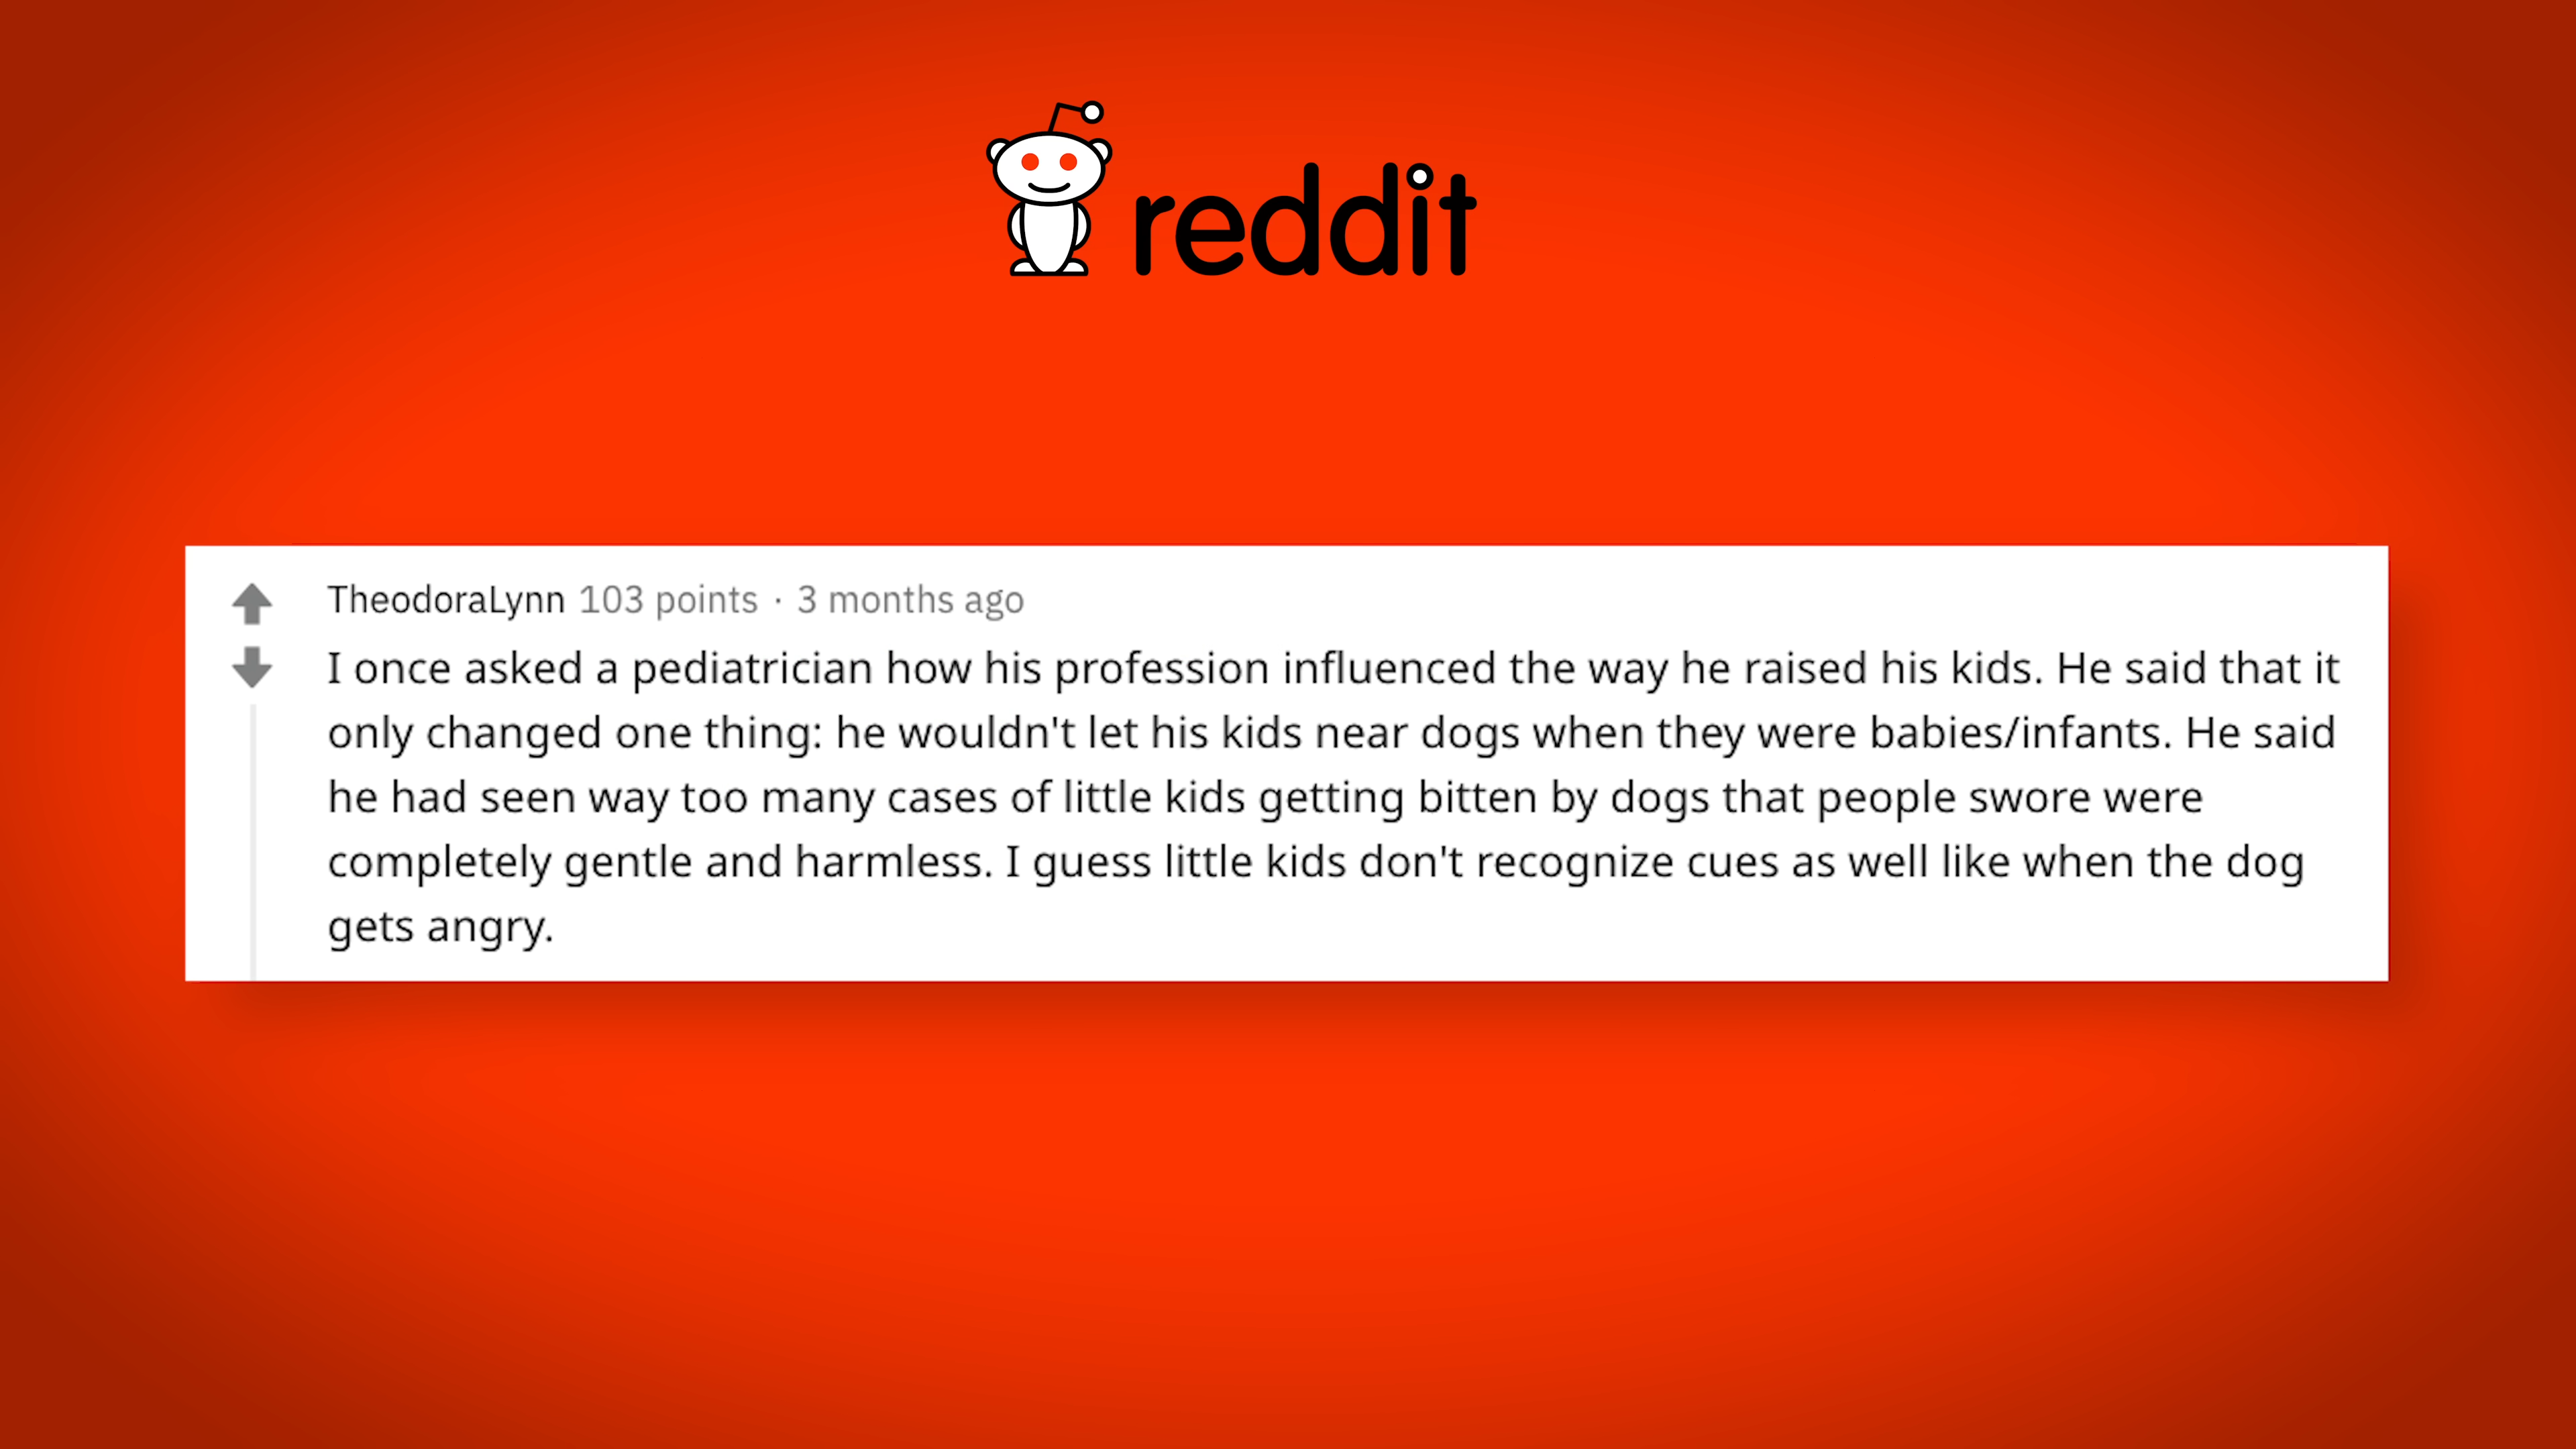 reddit
TheodoraLynn 103 points · 3 months ago
I once asked a pediatrician how his profession influenced the way he raised his kids. He said that it
only changed one thing: he wouldn't let his kids near dogs when they were babies/infants. He said
he had seen way too many cases of little kids getting bitten by dogs that people swore were
completely gentle and harmless. I guess little kids don't recognize cues as well like when the dog
gets angry.